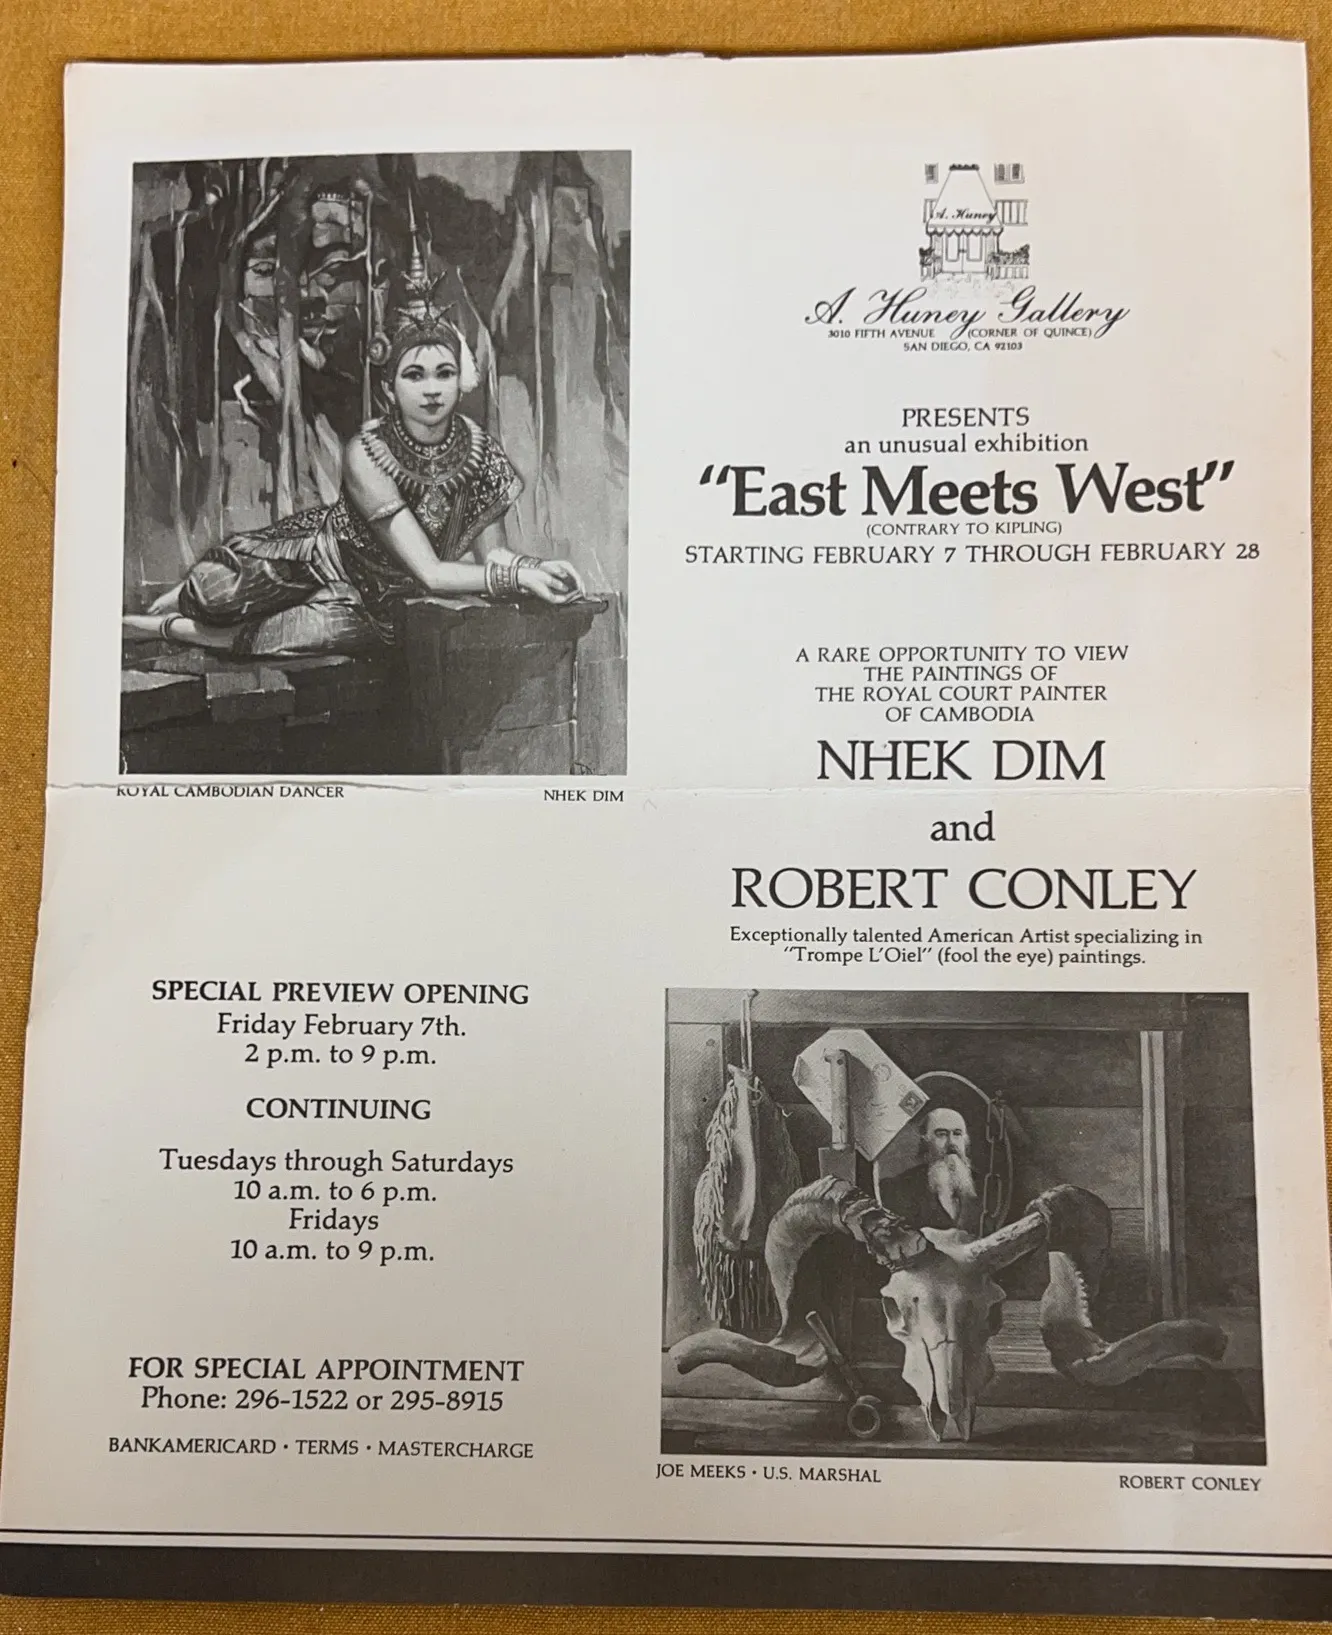 A. Huney
A. Huney Gallery
3010 FIFTH AVENUE (CORNER OF QUINCE)
SAN DIEGO, CA 92103
PRESENTS
an unusual exhibition
"East Meets West"
(CONTRARY TO KIPLING)
STARTING FEBRUARY 7 THROUGH FEBRUARY 28
A RARE OPPORTUNITY TO VIEW
THE PAINTINGS OF
THE ROYAL COURT PAINTER
OF CAMBODIA
NHEK DIM
and
ROBERT CONLEY
Exceptionally talented American Artist specializing in
"Trompe L'Oiel" (fool the eye) paintings.
ROYAL CAMBODIAN DANCER
NHEK DIM
SPECIAL PREVIEW OPENING
Friday February 7th.
2 p.m. to 9 p.m.
CONTINUING
Tuesdays through Saturdays
10 a.m. to 6 p.m.
Fridays
10 a.m. to 9 p.m.
FOR SPECIAL APPOINTMENT
Phone: 296-1522 or 295-8915
BANKAMERICARD · TERMS · MASTERCHARGE
JOE MEEKS · U.S. MARSHAL
ROBERT CONLEY